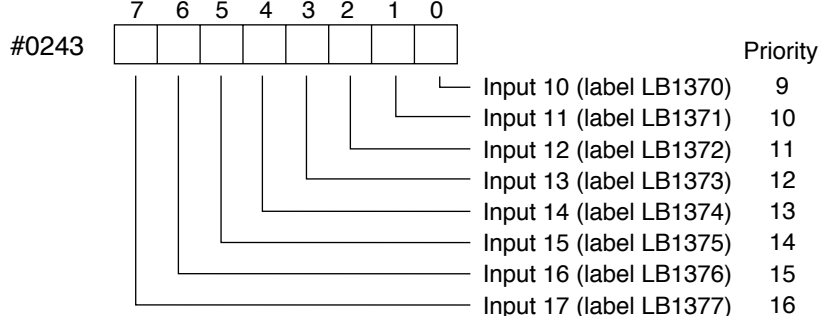 7 6 5 4 3 2 1 0
#0243
Priority
Input 10 (label LB1370) 9
Input 11 (label LB1371) 10
Input 12 (label LB1372) 11
Input 13 (label LB1373) 12
Input 14 (label LB1374) 13
Input 15 (label LB1375) 14
Input 16 (label LB1376) 15
Input 17 (label LB1377) 16